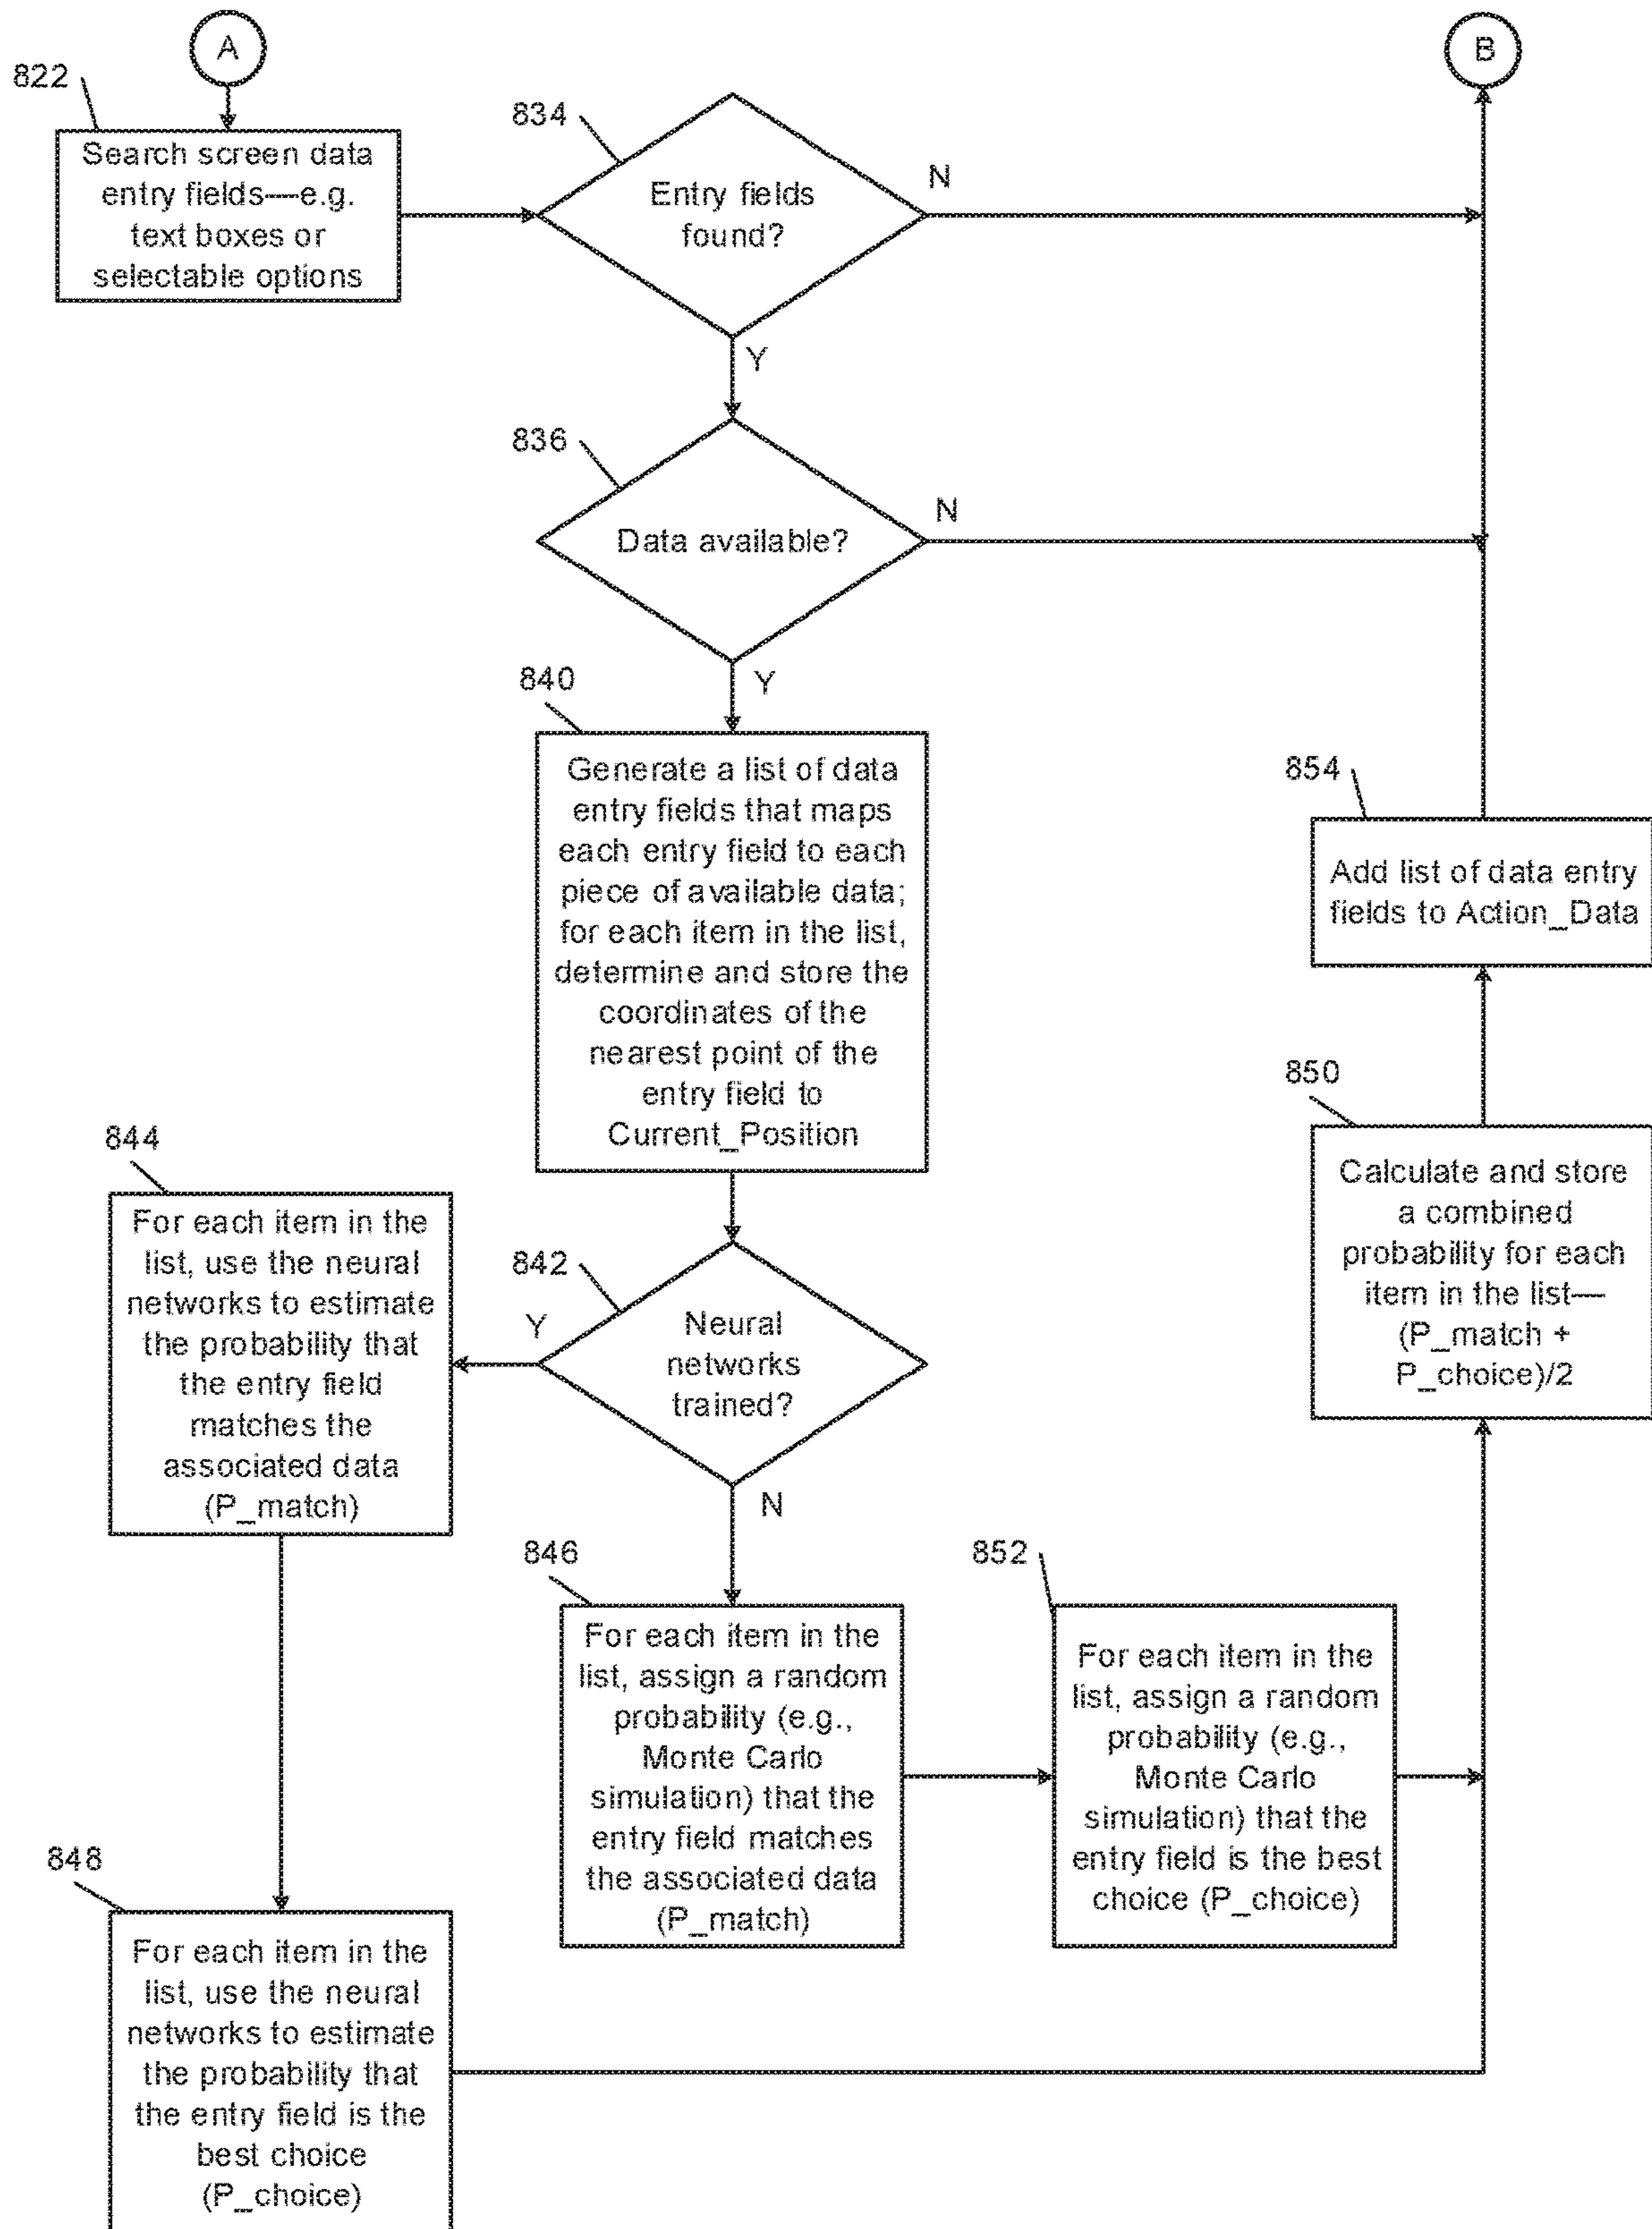 A
B
822
Search screen data
entry fields—e.g.
text boxes or
selectable options
834
Entry fields
found?
N
Y
836
Data available?
N
Y
840
Generate a list of data
entry fields that maps
each entry field to each
piece of available data;
for each item in the list,
determine and store the
coordinates of the
nearest point of the
entry field to
Current_Position
842
Neural
networks
trained?
Y
N
844
For each item in the
list, use the neural
networks to estimate
the probability that
the entry field
matches the
associated data
(P_match)
848
For each item in the
list, use the neural
networks to estimate
the probability that
the entry field is the
best choice
(P_choice)
846
For each item in the
list, assign a random
probability (e.g.,
Monte Carlo
simulation) that the
entry field matches
the associated data
(P_match)
852
For each item in the
list, assign a random
probability (e.g.,
Monte Carlo
simulation) that the
entry field is the best
choice (P_choice)
850
Calculate and store
a combined
probability for each
item in the list—
(P_match +
P_choice)/2
854
Add list of data entry
fields to Action_Data